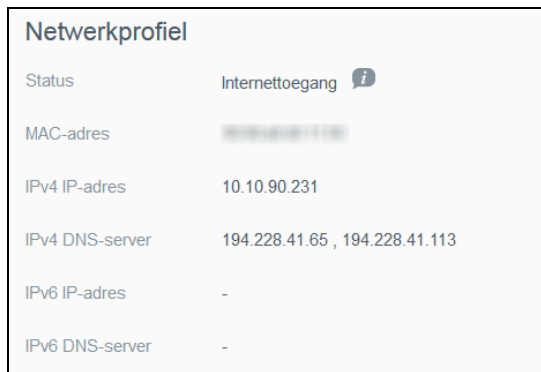 Netwerkprofiel
Status Internettoegang
MAC-adres
IPv4 IP-adres 10.10.90.231
IPv4 DNS-server 194.228.41.65 , 194.228.41.113
IPv6 IP-adres -
IPv6 DNS-server -